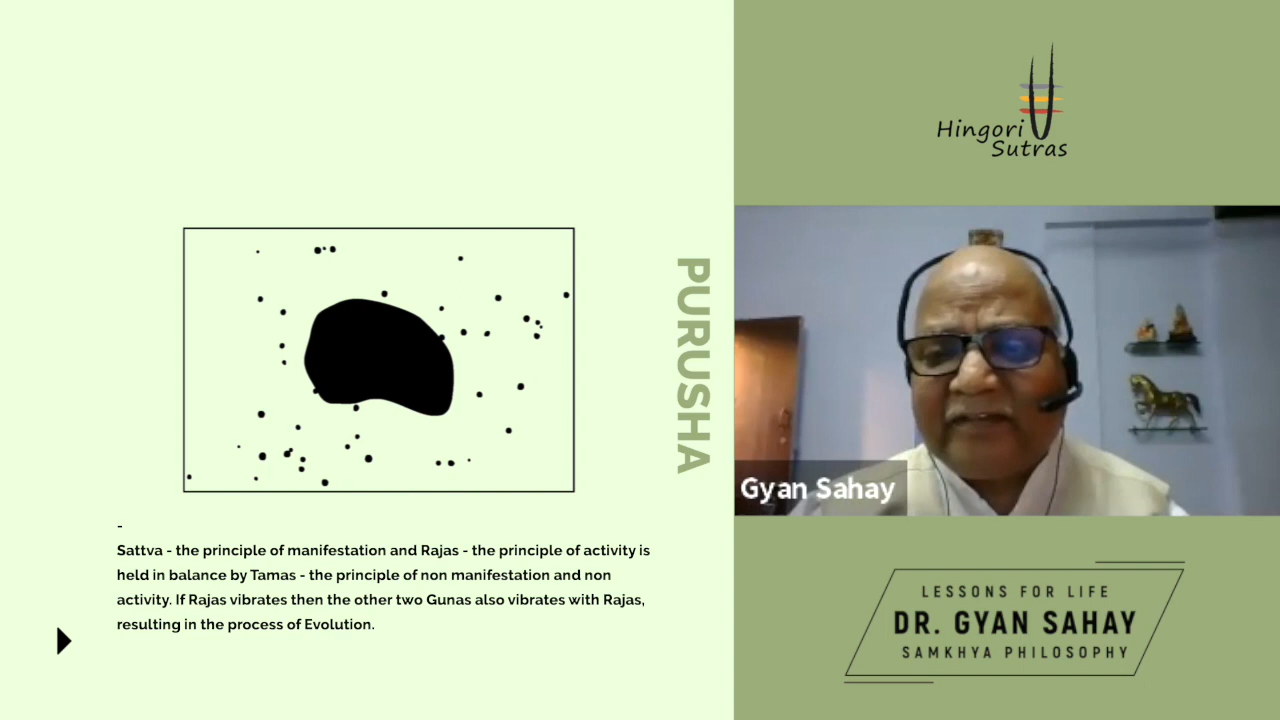 Hingori
Sutras
PURUSHA
Gyan Sahay
-
Sattva - the principle of manifestation and Rajas - the principle of activity is
held in balance by Tamas - the principle of non manifestation and non
activity. If Rajas vibrates then the other two Gunas also vibrates with Rajas,
resulting in the process of Evolution.
LESSONS FOR LIFE
DR. GYAN SAHAY
SAMKHYA PHILOSOPHY